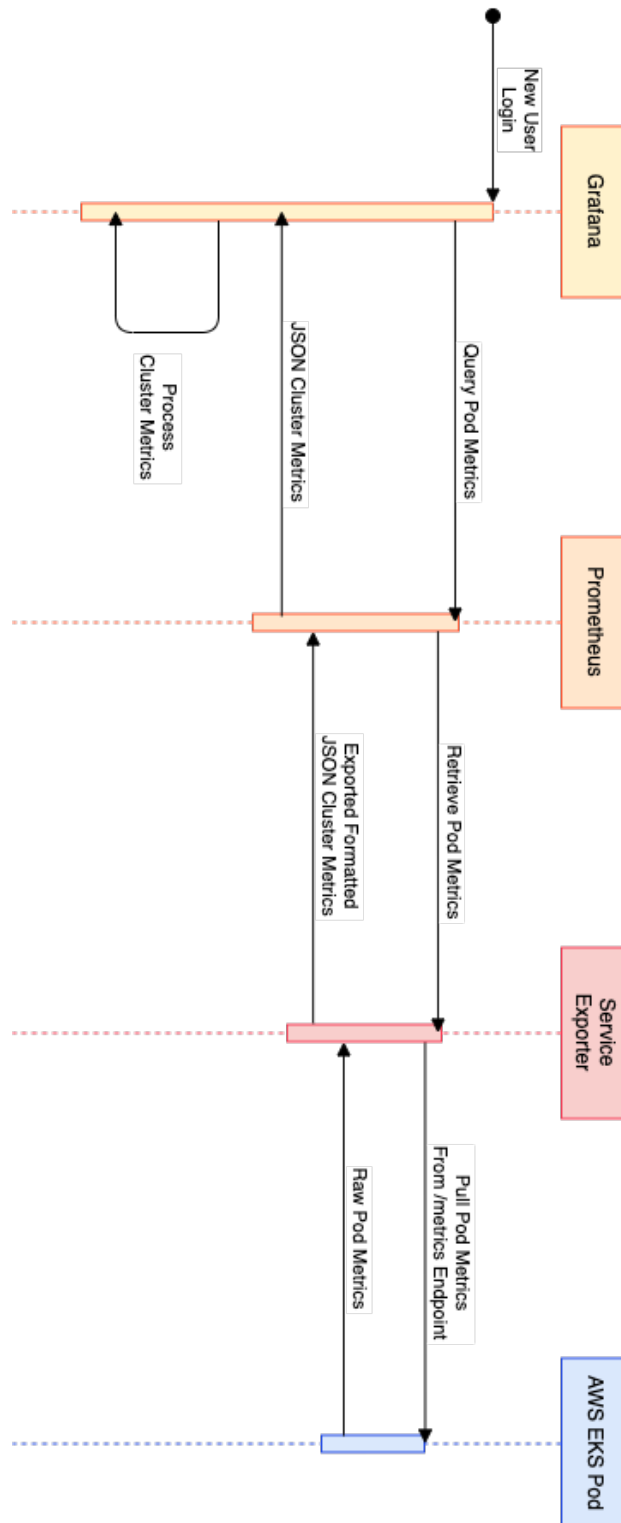 Grafana
Prometheus
Service
Exporter
AWS EKS Pod
New User
Login
Query Pod Metrics
Retrieve Pod Metrics
Pull Pod Metrics
From /metrics Endpoint
Raw Pod Metrics
Exported Formatted
JSON Cluster Metrics
JSON Cluster Metrics
Process
Cluster Metrics